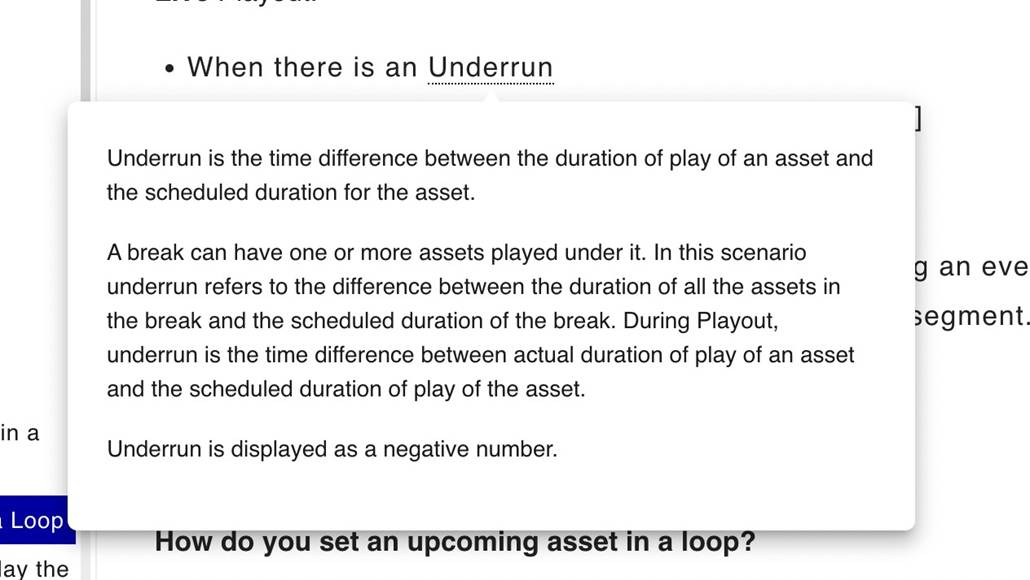 • When there is an Underrun
]
Underrun is the time difference between the duration of play of an asset and
the scheduled duration for the asset.
A break can have one or more assets played under it. In this scenario
underrun refers to the difference between the duration of all the assets in
the break and the scheduled duration of the break. During Playout,
underrun is the time difference between actual duration of play of an asset
and the scheduled duration of play of the asset.
Underrun is displayed as a negative number.
g an eve
segment.
in a
a Loop
lay the
How do you set an upcoming asset in a loop?